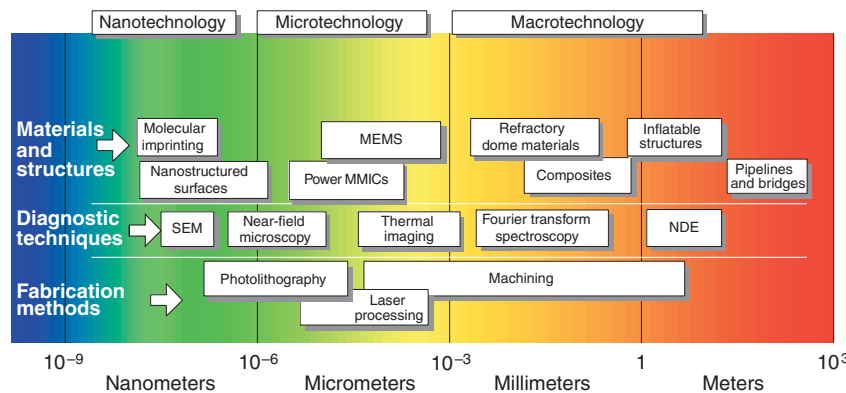 Nanotechnology Microtechnology Macrotechnology
Materials
and
structures
Molecular
imprinting
MEMS
Refractory
dome materials
Inflatable
structures
Nanostructured
surfaces
Power MMICs
Composites
Pipelines
and bridges
Diagnostic
techniques
SEM
Near-field
microscopy
Thermal
imaging
Fourier transform
spectroscopy
NDE
Fabrication
methods
Photolithography
Machining
Laser
processing
10⁻⁹ 10⁻⁶ 10⁻³ 1 10³
Nanometers Micrometers Millimeters Meters